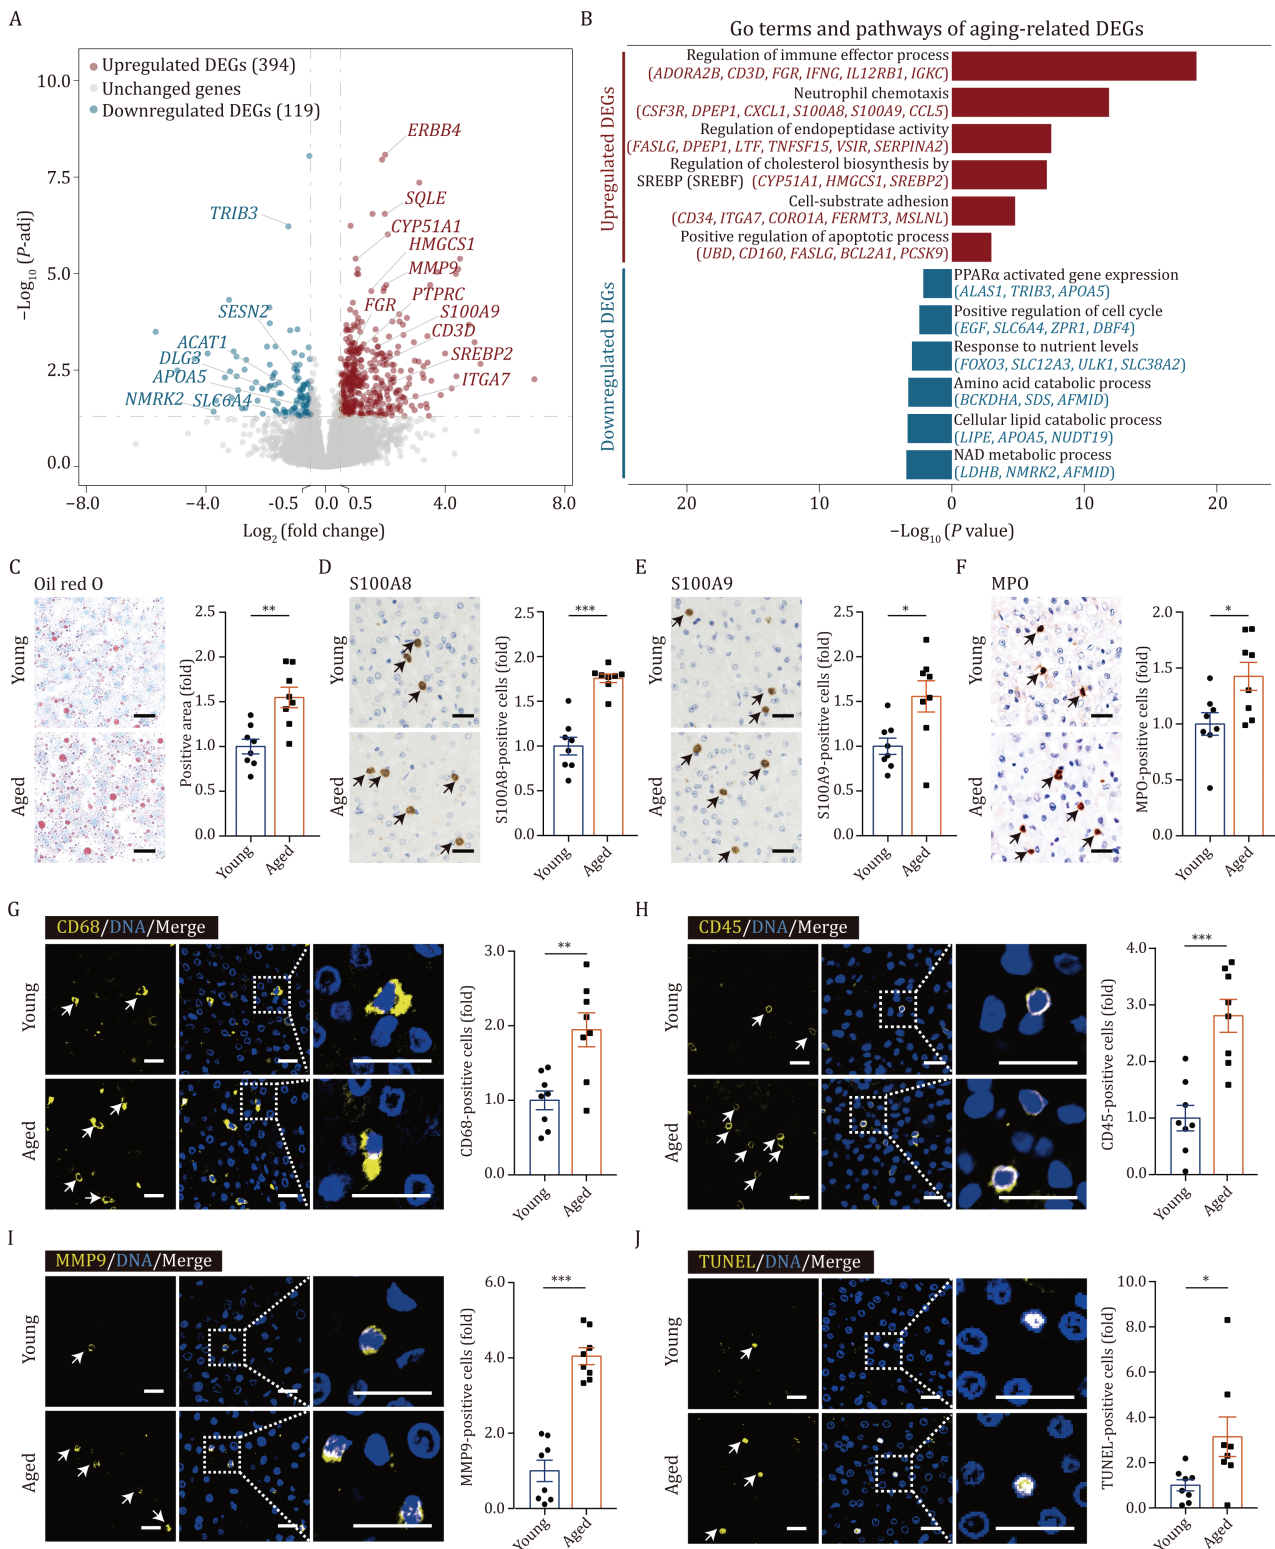 A
Upregulated DEGs (394)
Unchanged genes
Downregulated DEGs (119)
10.0
7.5
5.0
2.5
0.0
−Log10 (P-adj)
ERBB4
SQLE
TRIB3
CYP51A1
HMGCS1
MMP9
PTPRC
FGR
S100A9
SESN2
CD3D
ACAT1
SREBP2
DLG3
APOA5
ITGA7
NMRK2
SLC6A4
−8.0
−4.0
-0.5
0.0
0.5
4.0
8.0
Log2 (fold change)
B
Go terms and pathways of aging-related DEGs
Upregulated DEGs
Regulation of immune effector process
(ADORA2B, CD3D, FGR, IFNG, IL12RB1, IGKC)
Neutrophil chemotaxis
(CSF3R, DPEP1, CXCL1, S100A8, S100A9, CCL5)
Regulation of endopeptidase activity
(FASLG, DPEP1, LTF, TNFSF15, VSIR, SERPINA2)
Regulation of cholesterol biosynthesis by
SREBP (SREBF) (CYP51A1, HMGCS1, SREBP2)
Cell-substrate adhesion
(CD34, ITGA7, CORO1A, FERMT3, MSLNL)
Positive regulation of apoptotic process
(UBD, CD160, FASLG, BCL2A1, PCSK9)
Downregulated DEGs
PPARα activated gene expression
(ALAS1, TRIB3, APOA5)
Positive regulation of cell cycle
(EGF, SLC6A4, ZPR1, DBF4)
Response to nutrient levels
(FOXO3, SLC12A3, ULK1, SLC38A2)
Amino acid catabolic process
(BCKDHA, SDS, AFMID)
Cellular lipid catabolic process
(LIPE, APOA5, NUDT19)
NAD metabolic process
(LDHB, NMRK2, AFMID)
20
10
0
10
20
−Log10 (P value)
C
Oil red O
Young
Aged
Positive area (fold)
2.5
2.0
1.5
1.0
0.5
0.0
**
Young
Aged
D
S100A8
Young
Aged
S100A8-positive cells (fold)
2.5
2.0
1.5
1.0
0.5
0.0
***
Young
Aged
E
S100A9
Young
Aged
S100A9-positive cells (fold)
2.5
2.0
1.5
1.0
0.5
0.0
*
Young
Aged
F
MPO
Young
Aged
MPO-positive cells (fold)
2.0
1.5
1.0
0.5
0.0
*
Young
Aged
G
CD68/DNA/Merge
Young
Aged
CD68-positive cells (fold)
3.0
2.0
1.0
0.0
**
Young
Aged
H
CD45/DNA/Merge
Young
Aged
CD45-positive cells (fold)
4.0
3.0
2.0
1.0
0.0
***
Young
Aged
I
MMP9/DNA/Merge
Young
Aged
MMP9-positive cells (fold)
6.0
4.0
2.0
0.0
***
Young
Aged
J
TUNEL/DNA/Merge
Young
Aged
TUNEL-positive cells (fold)
10.0
8.0
6.0
4.0
2.0
0.0
*
Young
Aged